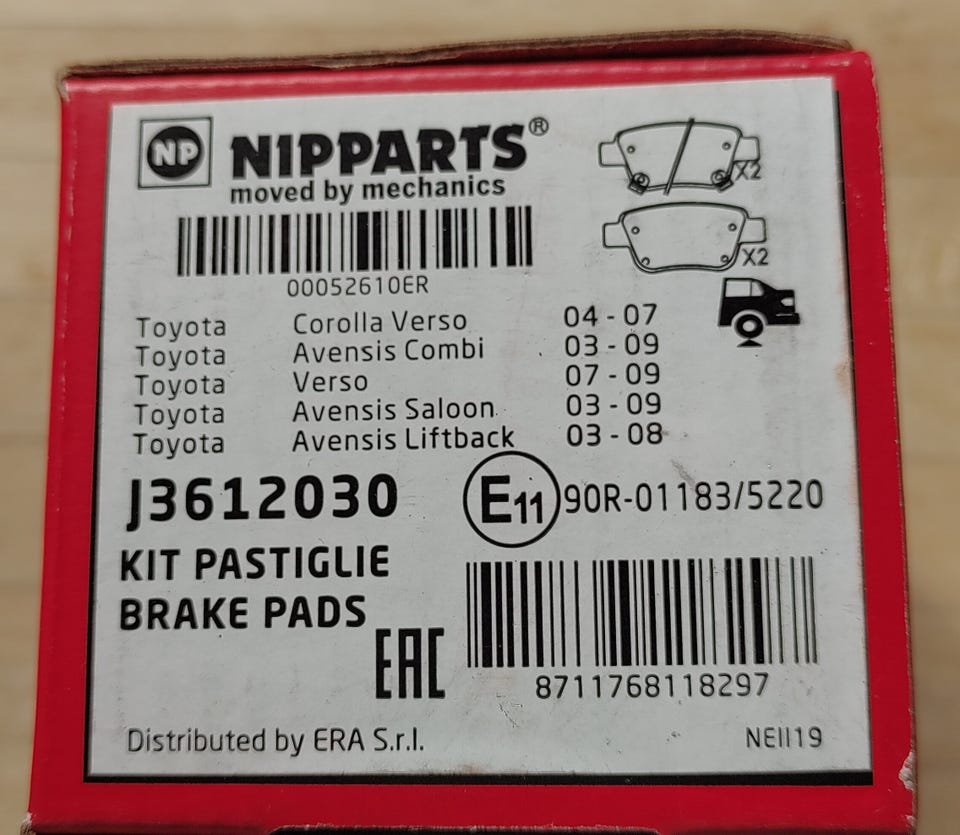 NP NIPPARTS®
moved by mechanics
X2
X2
00052610ER
Toyota Corolla Verso 04 - 07
Toyota Avensis Combi 03 - 09
Toyota Verso 07 - 09
Toyota Avensis Saloon 03 - 09
Toyota Avensis Liftback 03 - 08
J3612030 E11 90R-01183/5220
KIT PASTIGLIE
BRAKE PADS
EAC
8711768118297
Distributed by ERA S.r.l. NEII19